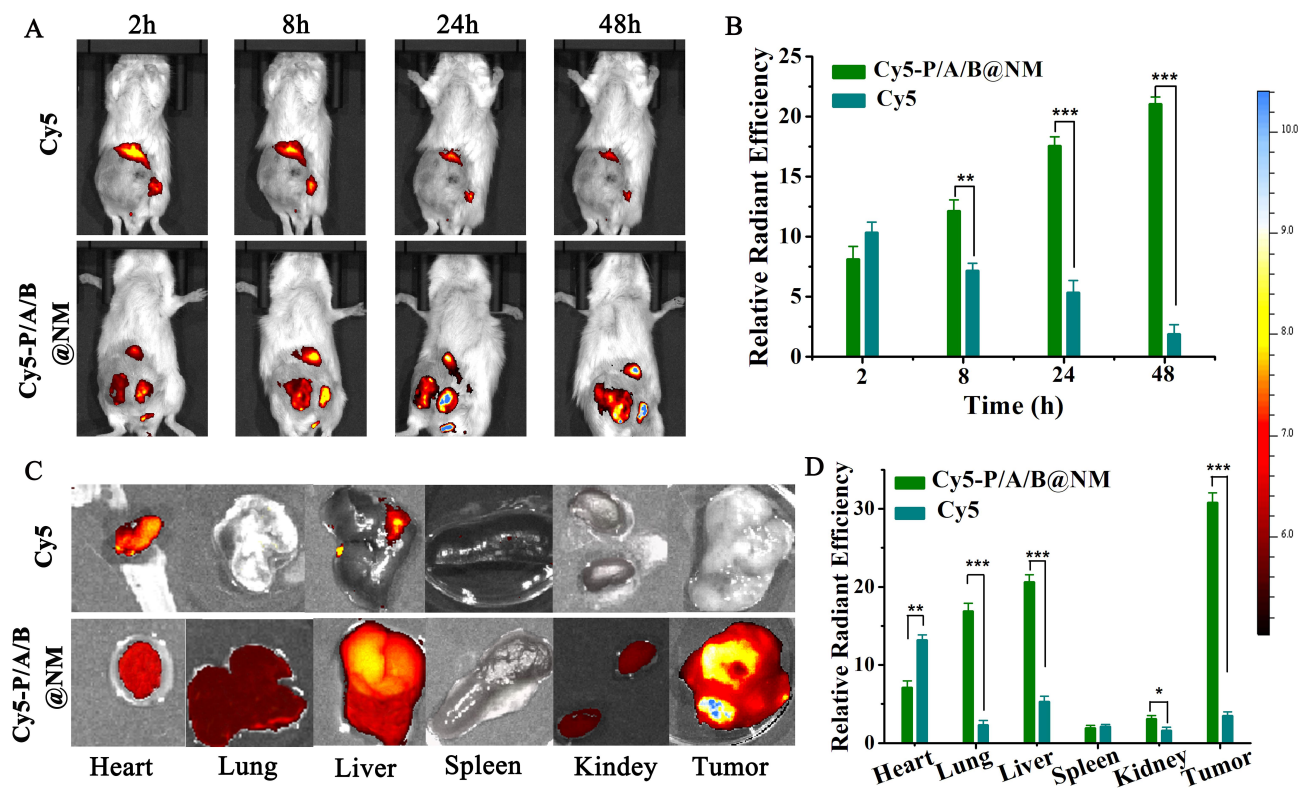 A
2h
8h
24h
48h
Cy5
Cy5-P/A/B
@NM
B
Relative Radiant Efficiency
25
20
15
10
5
0
Cy5-P/A/B@NM
Cy5
**
***
***
2
8
24
48
Time (h)
10.0
9.0
8.0
7.0
6.0
C
Cy5
Cy5-P/A/B
@NM
Heart
Lung
Liver
Spleen
Kindey
Tumor
D
Relative Radiant Efficiency
30
20
10
0
Cy5-P/A/B@NM
Cy5
**
***
***
*
***
Heart
Lung
Liver
Spleen
Kidney
Tumor